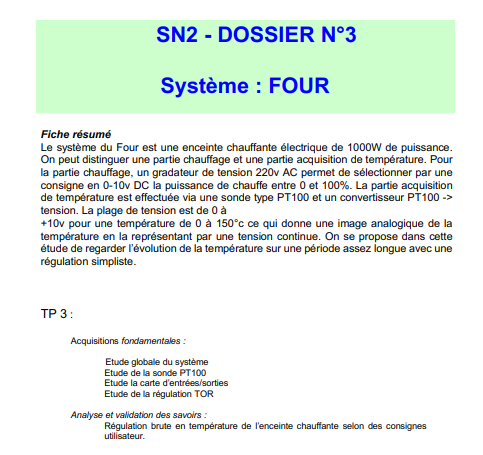 SN2 - DOSSIER N°3
Système : FOUR
Fiche résumé
Le système du Four est une enceinte chauffante électrique de 1000W de puissance.
On peut distinguer une partie chauffage et une partie acquisition de température. Pour
la partie chauffage, un gradateur de tension 220v AC permet de sélectionner par une
consigne en 0-10v DC la puissance de chauffe entre 0 et 100%. La partie acquisition
de température est effectuée via une sonde type PT100 et un convertisseur PT100 ->
tension. La plage de tension est de 0 à
+10v pour une température de 0 à 150°c ce qui donne une image analogique de la
température en la représentant par une tension continue. On se propose dans cette
étude de regarder l'évolution de la température sur une période assez longue avec une
régulation simpliste.
TP 3 :
Acquisitions fondamentales :
Etude globale du système
Etude de la sonde PT100
Etude la carte d'entrées/sorties
Etude de la régulation TOR
Analyse et validation des savoirs :
Régulation brute en température de l'enceinte chauffante selon des consignes
utilisateur.